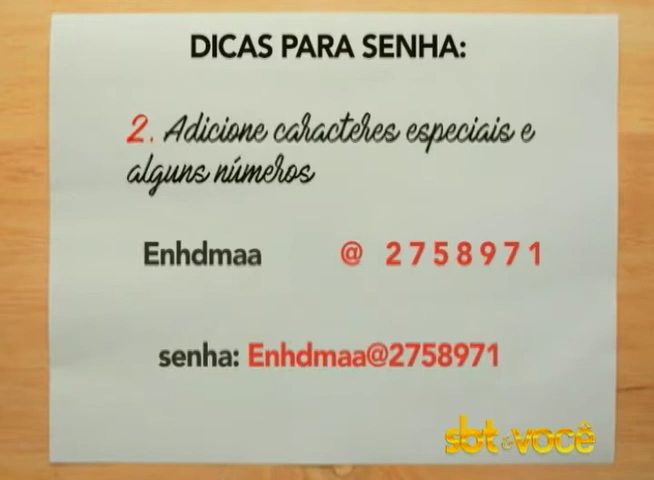 DICAS PARA SENHA:
2. Adicione caracteres especiais e
alguns números
Enhdmaa @ 2758971
senha: Enhdmaa@2758971
sbt & você